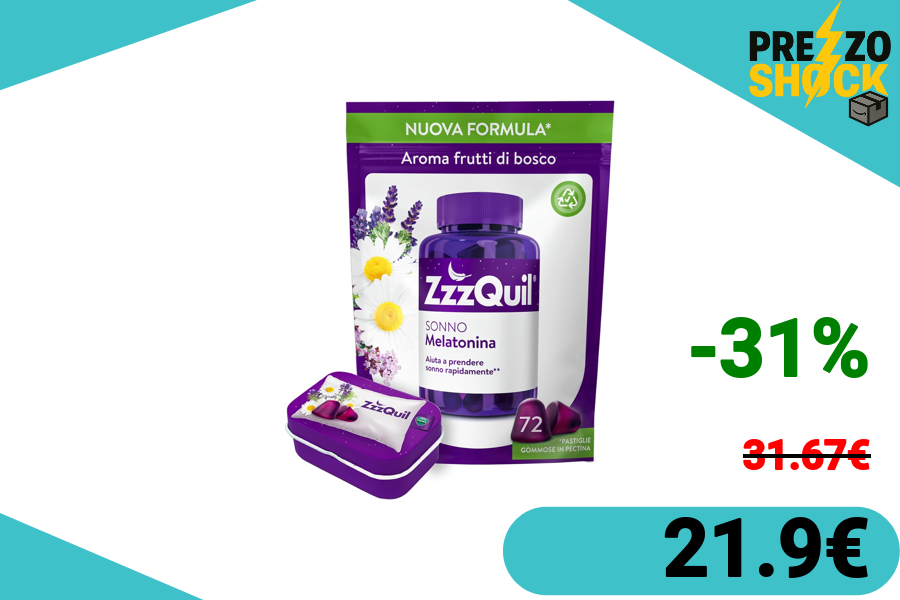 PREZZO
SHOCK
NUOVA FORMULA*
Aroma frutti di bosco
ZzzQuil®
SONNO
Melatonina
Aiuta a prendere
sonno rapidamente**
ZzzQuil
72
*PASTIGLIE
GOMMOSE IN PECTINA
-31%
31.67€
21.9€